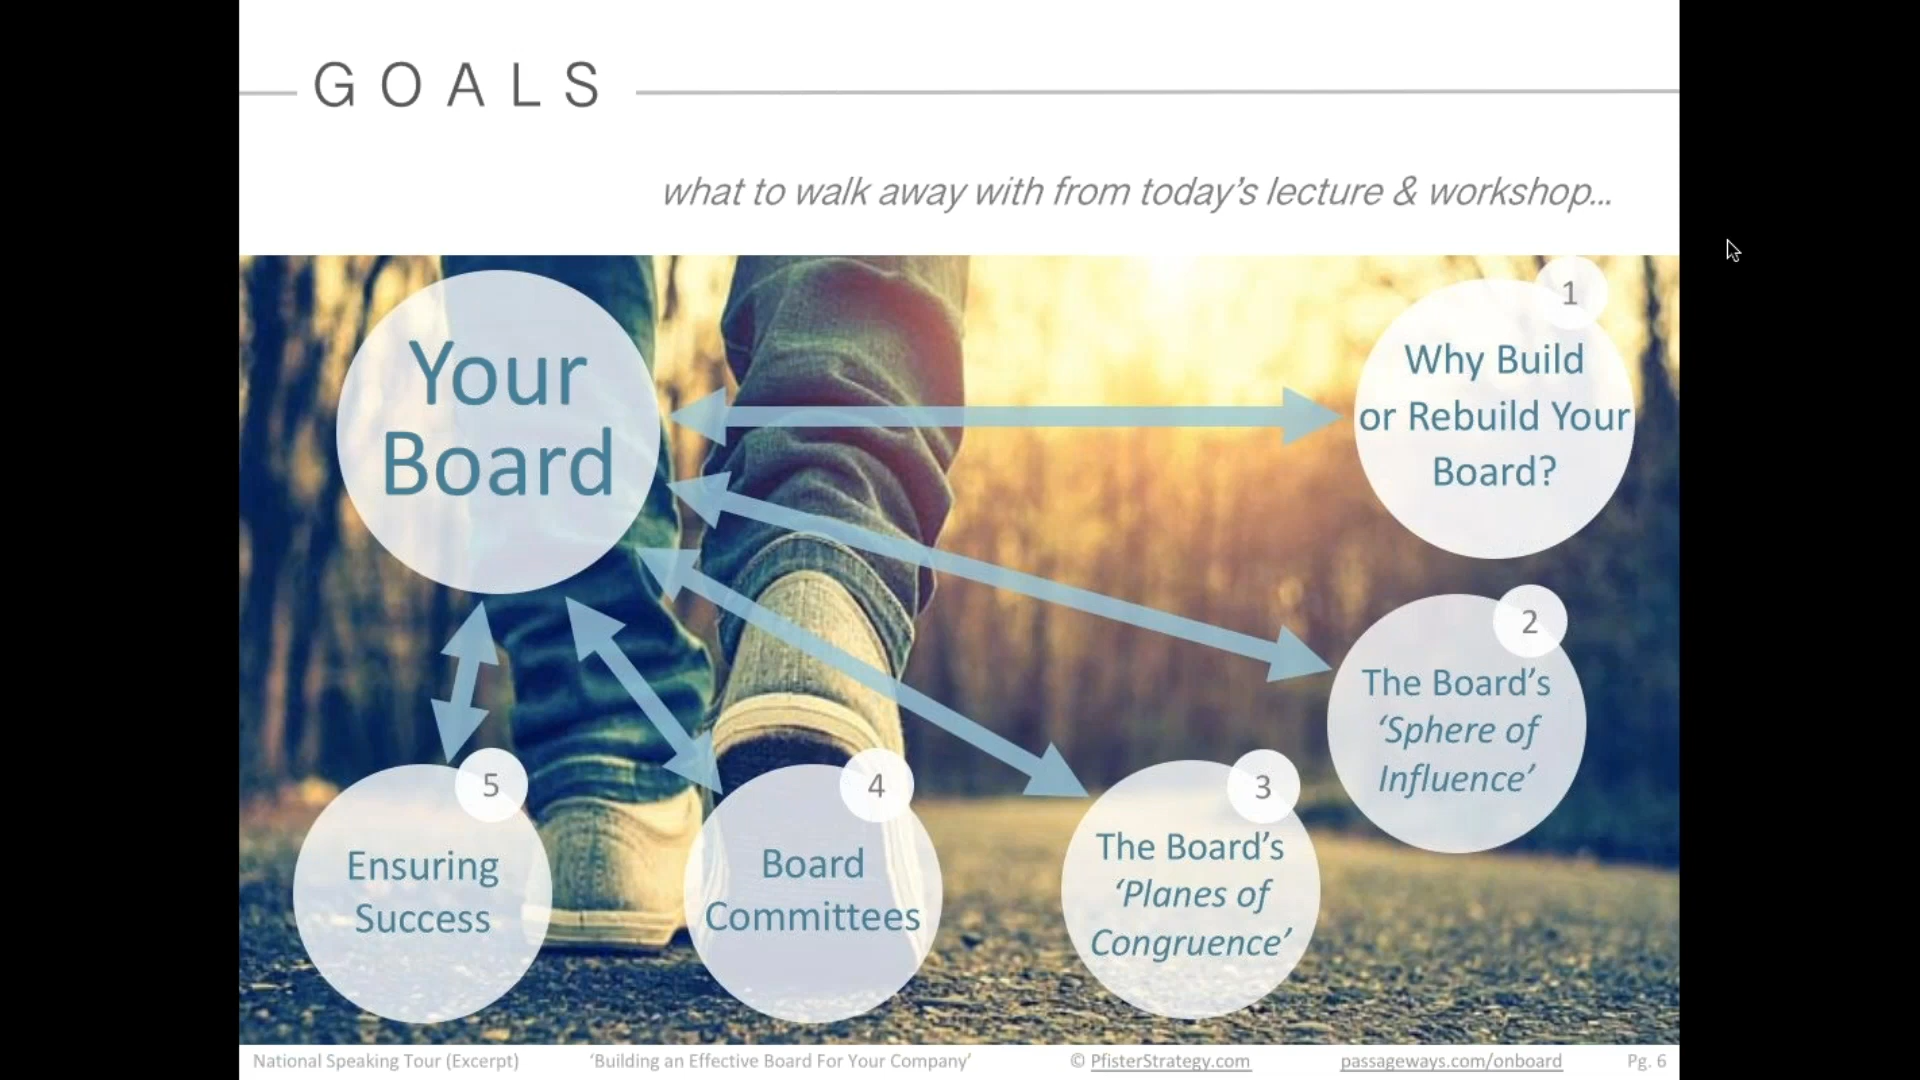 GOALS
what to walk away with from today’s lecture & workshop...
Your
Board
1
Why Build
or Rebuild Your
Board?
2
The Board’s
‘Sphere of
Influence’
3
The Board’s
‘Planes of
Congruence’
4
Board
Committees
5
Ensuring
Success
National Speaking Tour (Excerpt) ‘Building an Effective Board For Your Company’ © PfisterStrategy.com passageways.com/onboard Pg. 6